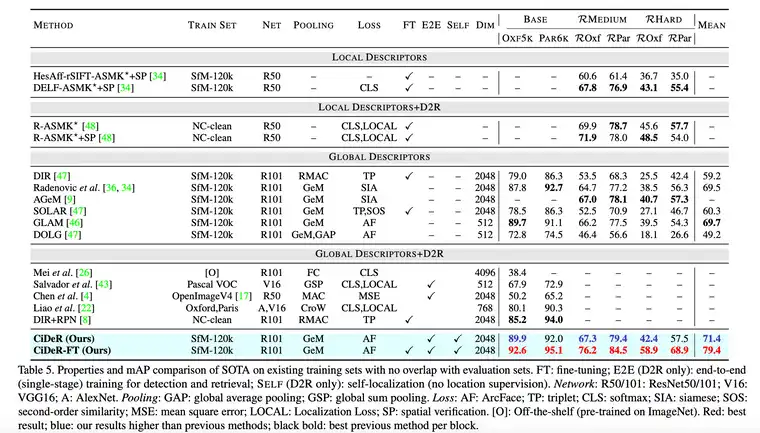 METHOD TRAIN SET NET POOLING LOSS FT E2E SELF DIM BASE RMEDIUM RHARD MEAN
OXF5K PAR6K ROxf RPar ROxf RPar
LOCAL DESCRIPTORS
HesAff-rSIFT-ASMK*+SP [34] SfM-120k R50 – – ✓ – – – – – 60.6 61.4 36.7 35.0 –
DELF-ASMK*+SP [34] SfM-120k R50 – CLS ✓ – – – – – 67.8 76.9 43.1 55.4 –
LOCAL DESCRIPTORS+D2R
R-ASMK* [48] NC-clean R50 – CLS,LOCAL ✓ – – – – – 69.9 78.7 45.6 57.7 –
R-ASMK*+SP [48] NC-clean R50 – CLS,LOCAL ✓ – – – – – 71.9 78.0 48.5 54.0 –
GLOBAL DESCRIPTORS
DIR [47] SfM-120k R101 RMAC TP ✓ – – 2048 79.0 86.3 53.5 68.3 25.5 42.4 59.2
Radenovic et al. [36, 34] SfM-120k R101 GeM SIA – – 2048 87.8 92.7 64.7 77.2 38.5 56.3 69.5
AGeM [9] SfM-120k R101 GeM SIA – – 2048 – – 67.0 78.1 40.7 57.3 –
SOLAR [47] SfM-120k R101 GeM TP,SOS ✓ – – 2048 78.5 86.3 52.5 70.9 27.1 46.7 60.3
GLAM [46] SfM-120k R101 GeM AF – – 512 89.7 91.1 66.2 77.5 39.5 54.3 69.7
DOLG [47] SfM-120k R101 GeM,GAP AF – – 512 72.8 74.5 46.4 56.6 18.1 26.6 49.2
GLOBAL DESCRIPTORS+D2R
Mei et al. [26] [O] R101 FC CLS 4096 38.4 – – – – – –
Salvador et al. [43] Pascal VOC V16 GSP CLS,LOCAL ✓ 512 67.9 72.9 – – – – –
Chen et al. [4] OpenImageV4 [17] R50 MAC MSE ✓ 2048 50.2 65.2 – – – – –
Liao et al. [22] Oxford,Paris A,V16 CroW CLS,LOCAL 768 80.1 90.3 – – – – –
DIR+RPN [8] NC-clean R101 RMAC TP ✓ 2048 85.2 94.0 – – – – –
CiDeR (Ours) SfM-120k R101 GeM AF ✓ ✓ 2048 89.9 92.0 67.3 79.4 42.4 57.5 71.4
CiDeR-FT (Ours) SfM-120k R101 GeM AF ✓ ✓ ✓ 2048 92.6 95.1 76.2 84.5 58.9 68.9 79.4
Table 5. Properties and mAP comparison of SOTA on existing training sets with no overlap with evaluation sets. FT: fine-tuning; E2E (D2R only): end-to-end
(single-stage) training for detection and retrieval; SELF (D2R only): self-localization (no location supervision). Network: R50/101: ResNet50/101; V16:
VGG16; A: AlexNet. Pooling: GAP: global average pooling; GSP: global sum pooling. Loss: AF: ArcFace; TP: triplet; CLS: softmax; SIA: siamese; SOS:
second-order similarity; MSE: mean square error; LOCAL: Localization Loss; SP: spatial verification. [O]: Off-the-shelf (pre-trained on ImageNet). Red: best
result; blue: our results higher than previous methods; black bold: best previous method per block.